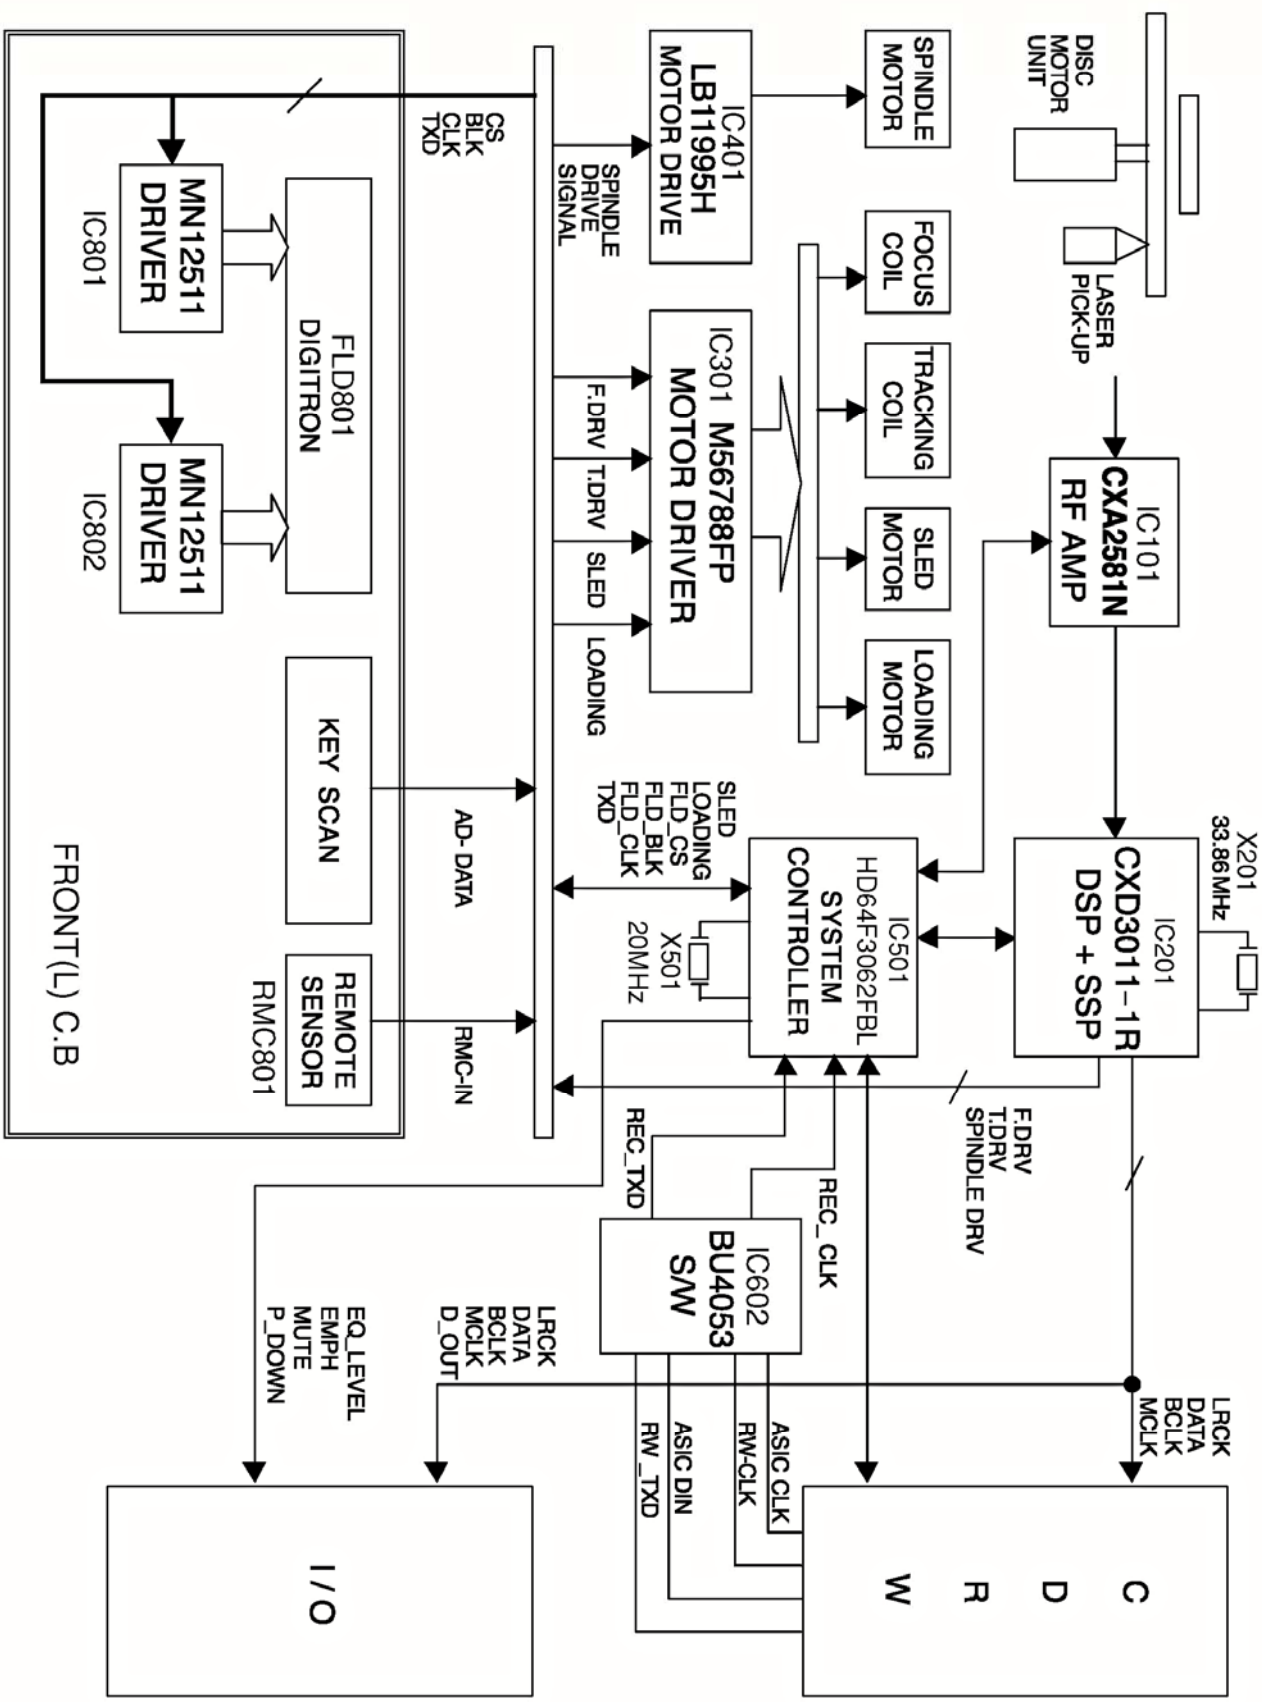 DISC
MOTOR
UNIT
LASER
PICK-UP
IC101
CXA2581N
RF AMP
X201
33.86MHz
IC201
CXD3011-1R
DSP + SSP
LRCK
DATA
BCLK
MCLK
C
D
R
W
SPINDLE
MOTOR
FOCUS
COIL
TRACKING
COIL
SLED
MOTOR
LOADING
MOTOR
IC501
HD64F3062FBL
SYSTEM
CONTROLLER
F.DRV
T.DRV
SPINDLE DRV
IC401
LB11995H
MOTOR DRIVE
IC301 M56788FP
MOTOR DRIVER
SLED
LOADING
FLD_CS
FLD_BLK
FLD_CLK
TXD
X501
20MHz
REC_CLK
REC_TXD
IC602
BU4053
S/W
ASIC CLK
RW-CLK
ASIC DIN
RW_TXD
SPINDLE
DRIVE
SIGNAL
F.DRV
T.DRV
SLED
LOADING
CS
BLK
CLK
TXD
AD- DATA
RMC-IN
LRCK
DATA
BCLK
MCLK
D_OUT
EQ_LEVEL
EMPH
MUTE
P_DOWN
I/O
FLD801
DIGITRON
KEY SCAN
REMOTE
SENSOR
RMC801
MN12511
DRIVER
IC801
MN12511
DRIVER
IC802
FRONT(L) C.B